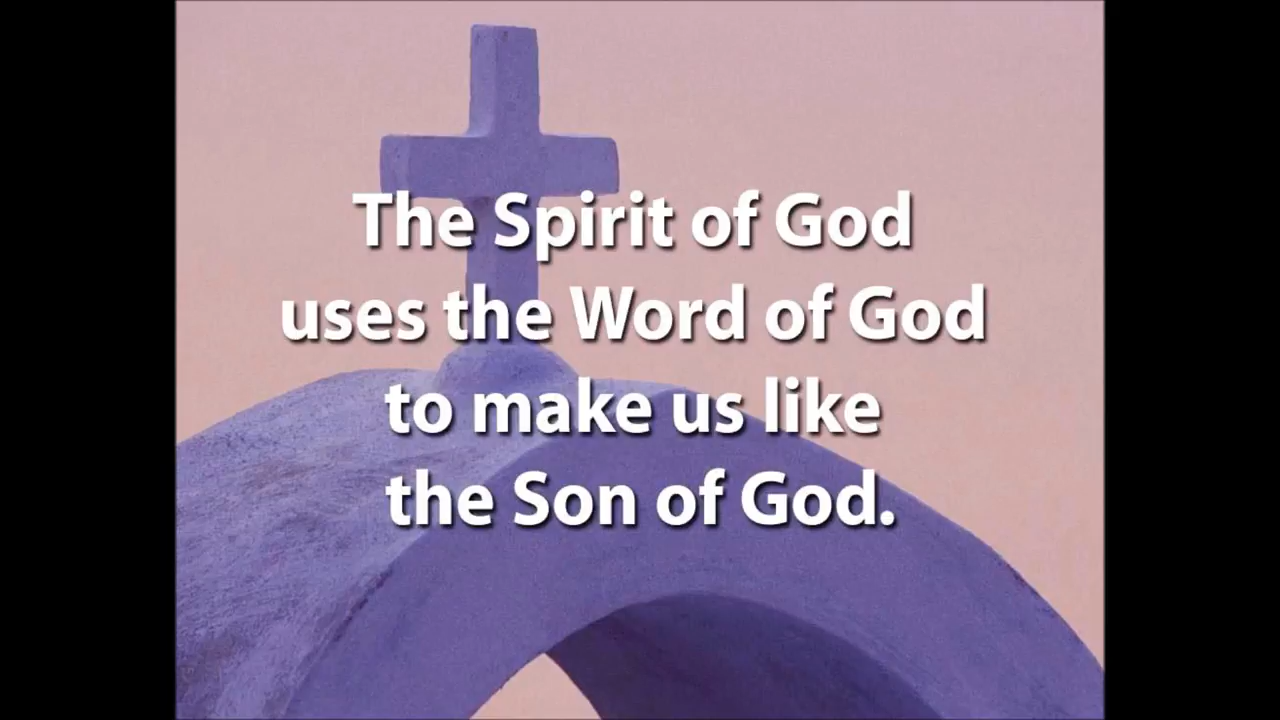 The Spirit of God
uses the Word of God
to make us like
the Son of God.